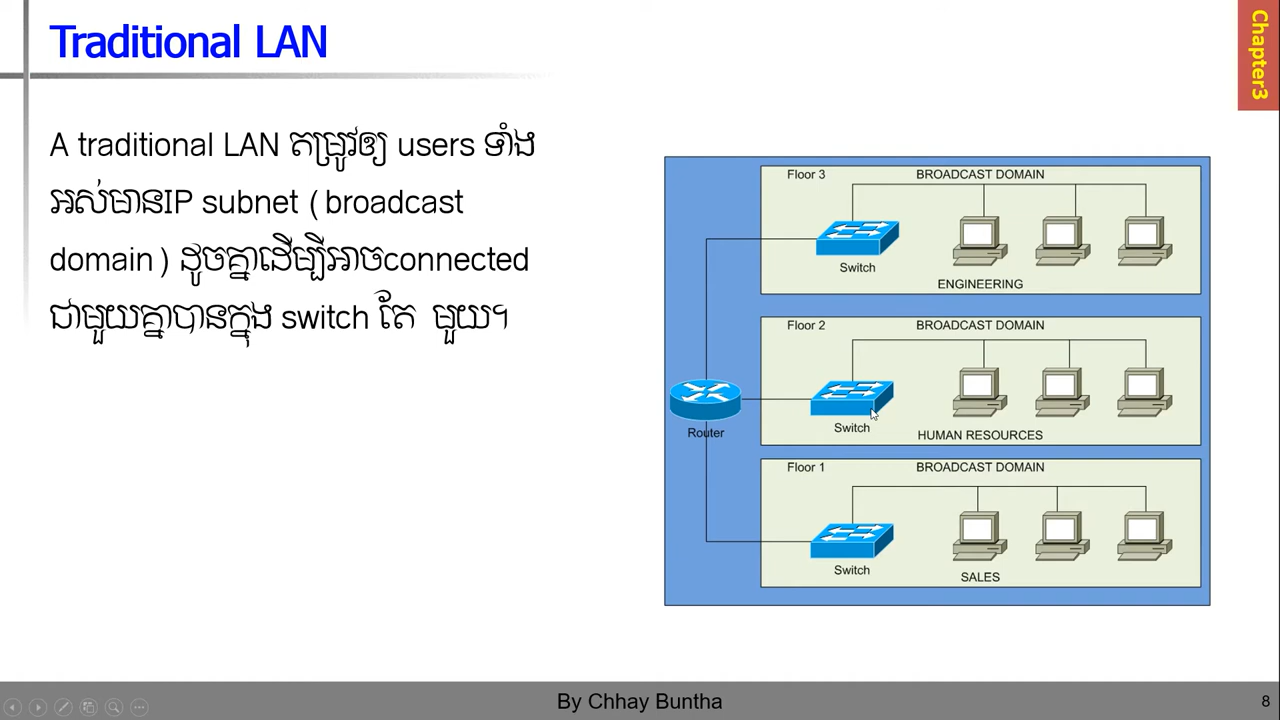 Traditional LAN
Chapter3
A traditional LAN តម្រូវឲ្យ users ទាំង
អស់មានIP subnet (broadcast
domain) ដូចគ្នាដើម្បីអាចconnected
ជាមួយគ្នាបានក្នុង switch តែ មួយ។
Floor 3
BROADCAST DOMAIN
Switch
ENGINEERING
Floor 2
BROADCAST DOMAIN
Switch
HUMAN RESOURCES
Router
Floor 1
BROADCAST DOMAIN
Switch
SALES
By Chhay Buntha
8